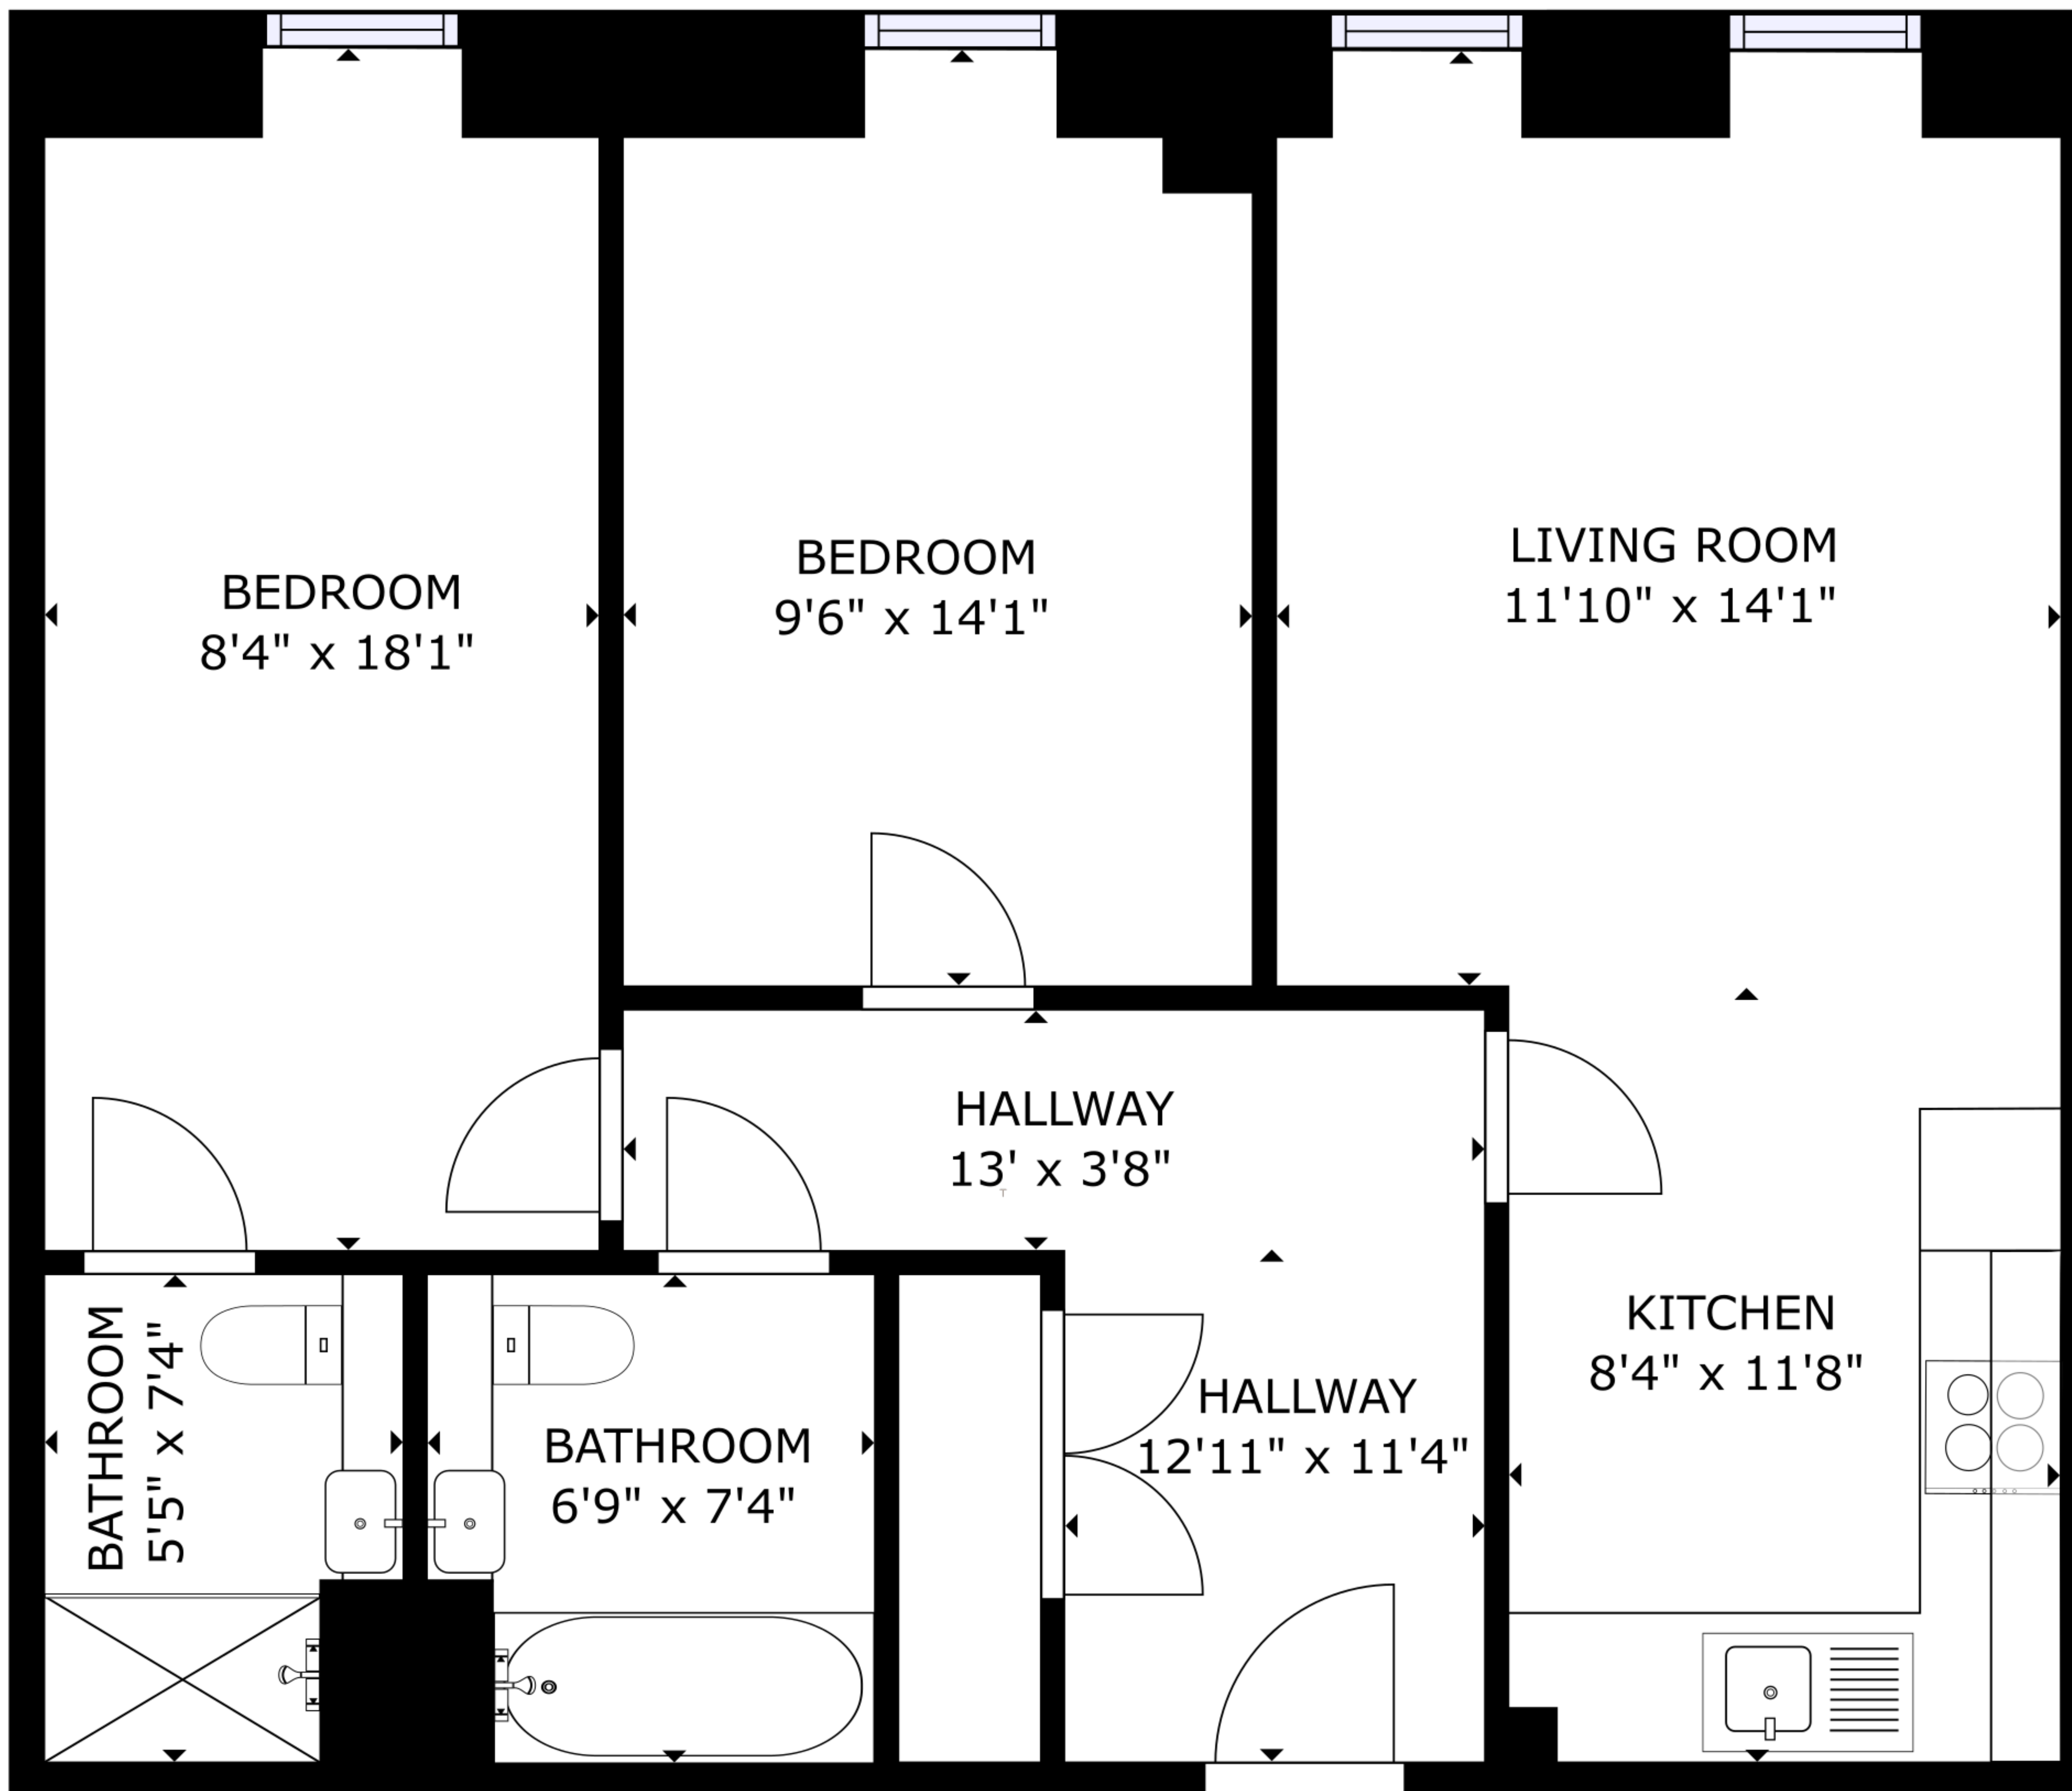 BEDROOM
8'4" x 18'1"
BEDROOM
9'6" x 14'1"
LIVING ROOM
11'10" x 14'1"
HALLWAY
13' x 3'8"
KITCHEN
8'4" x 11'8"
HALLWAY
12'11" x 11'4"
BATHROOM
5'5" x 7'4"
BATHROOM
6'9" x 7'4"